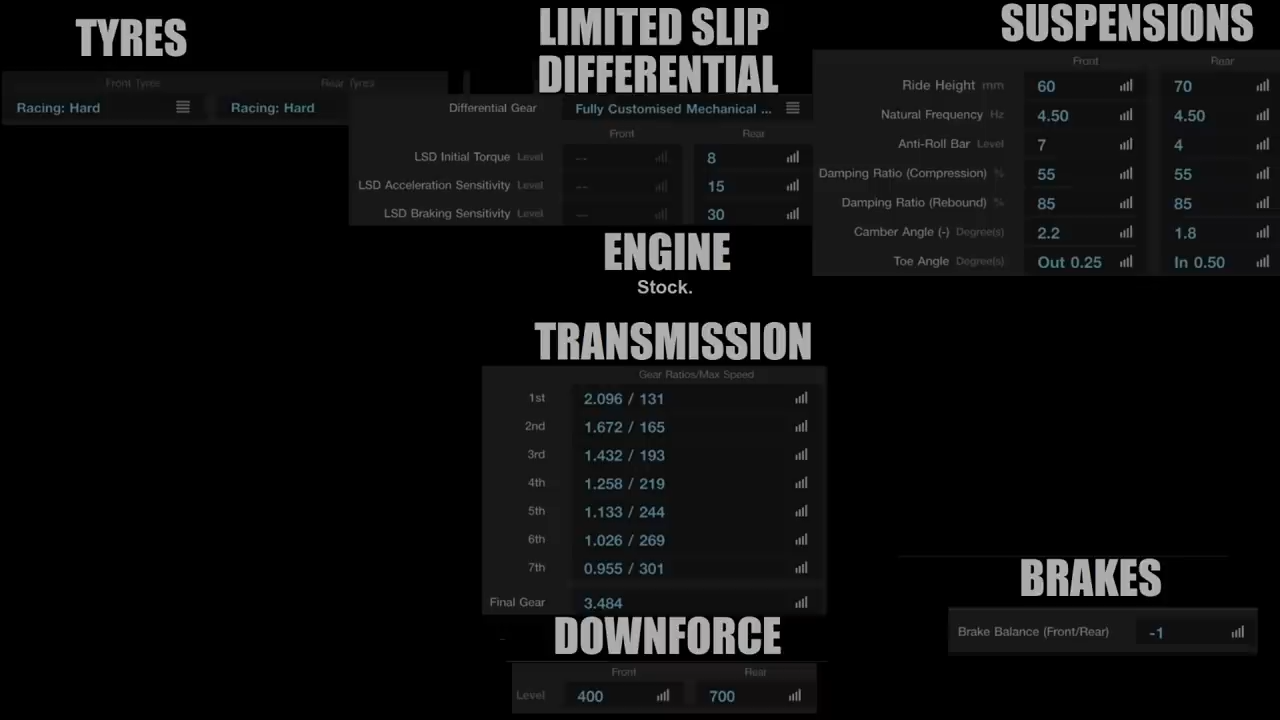 TYRES
Front Tyres Rear Tyres
Racing: Hard Racing: Hard
LIMITED SLIP
DIFFERENTIAL
Differential Gear Fully Customised Mechanical ...
Front Rear
LSD Initial Torque Level -- 8
LSD Acceleration Sensitivity Level -- 15
LSD Braking Sensitivity Level -- 30
SUSPENSIONS
Front Rear
Ride Height mm 60 70
Natural Frequency Hz 4.50 4.50
Anti-Roll Bar Level 7 4
Damping Ratio (Compression) % 55 55
Damping Ratio (Rebound) % 85 85
Camber Angle (-) Degree(s) 2.2 1.8
Toe Angle Degree(s) Out 0.25 In 0.50
ENGINE
Stock.
TRANSMISSION
Gear Ratios/Max Speed
1st 2.096 / 131
2nd 1.672 / 165
3rd 1.432 / 193
4th 1.258 / 219
5th 1.133 / 244
6th 1.026 / 269
7th 0.955 / 301
Final Gear 3.484
DOWNFORCE
Front Rear
Level 400 700
BRAKES
Brake Balance (Front/Rear) -1